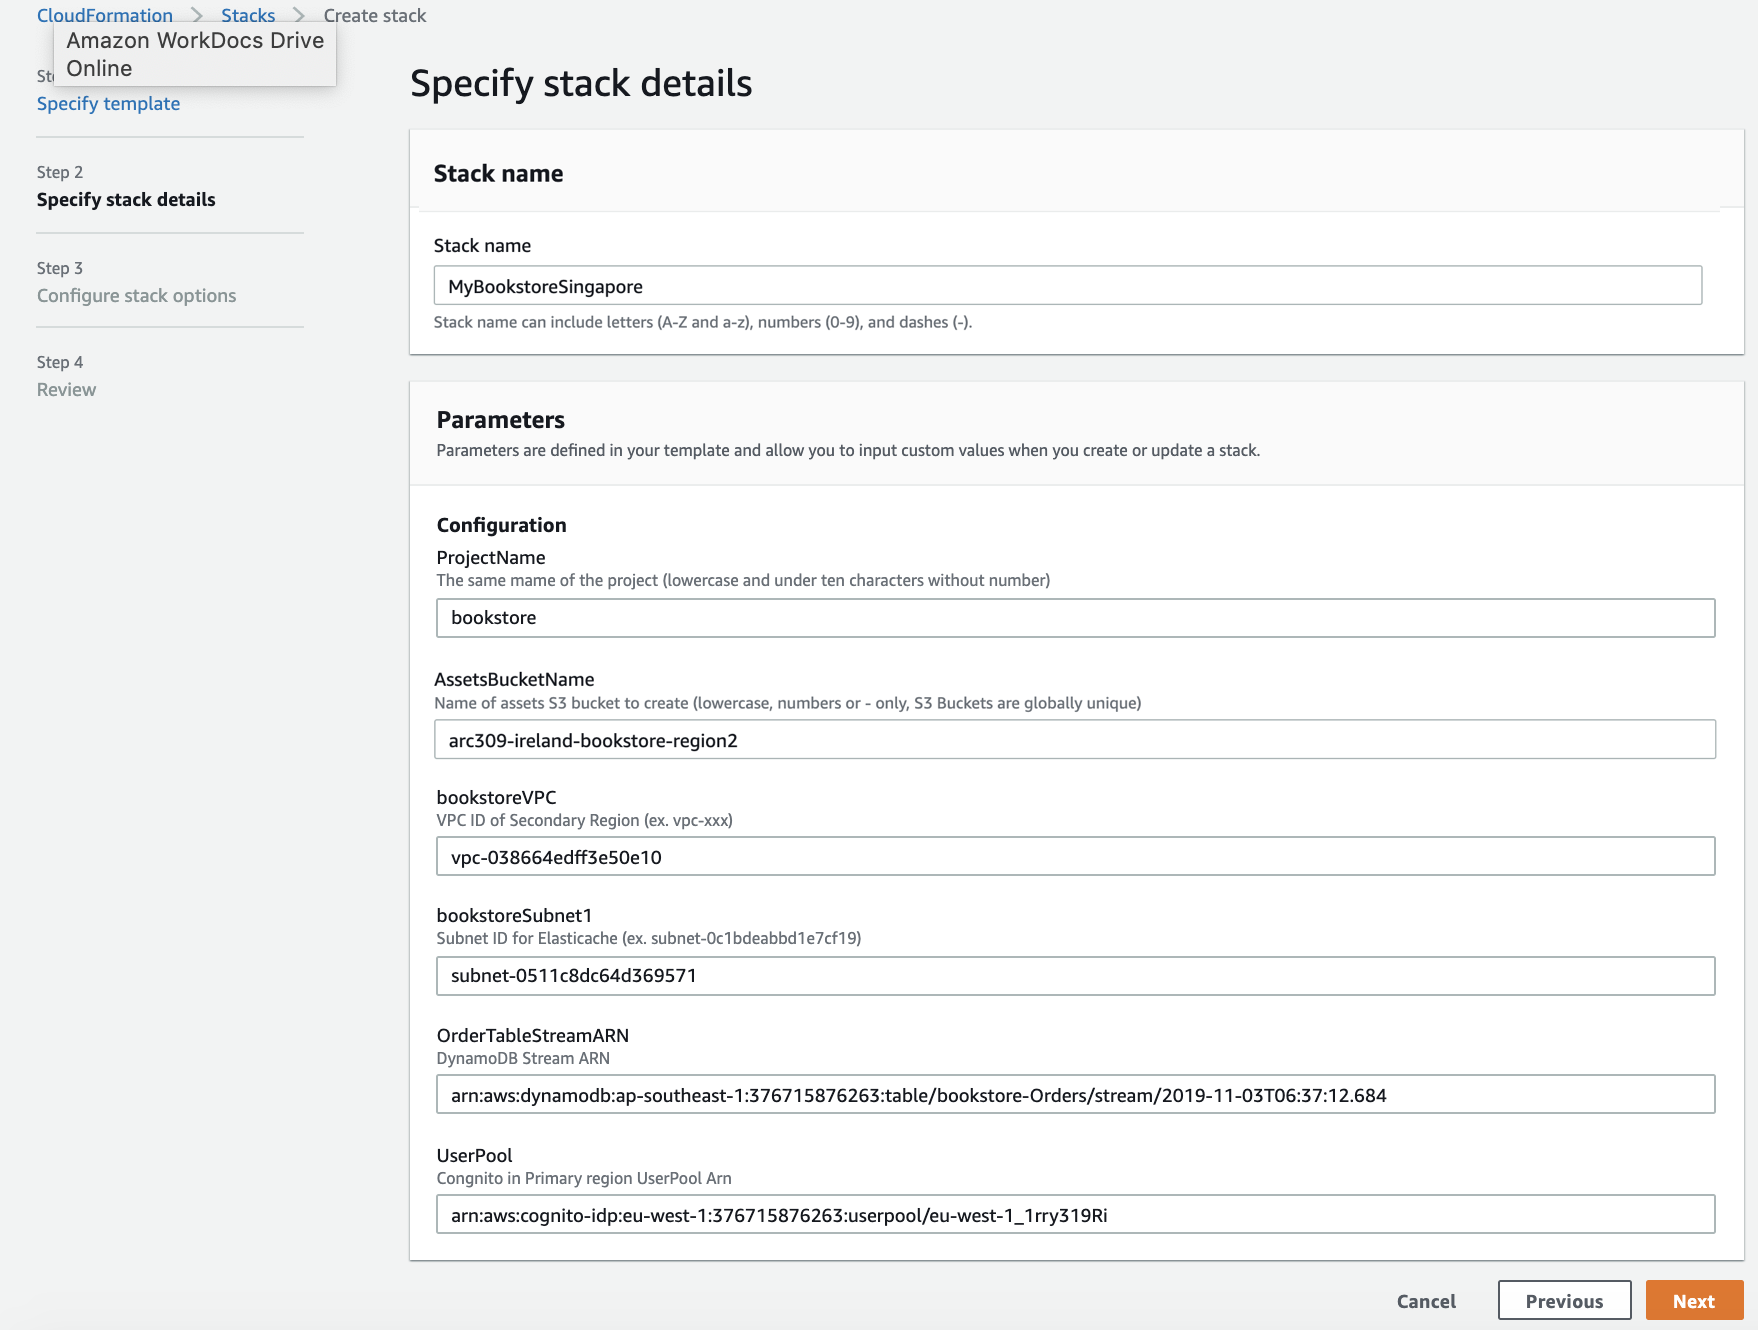 CloudFormation > Stacks > Create stack
Amazon WorkDocs Drive
Online
Specify template
Step 2
Specify stack details
Step 3
Configure stack options
Step 4
Review
Specify stack details
Stack name
Stack name
MyBookstoreSingapore
Stack name can include letters (A-Z and a-z), numbers (0-9), and dashes (-).
Parameters
Parameters are defined in your template and allow you to input custom values when you create or update a stack.
Configuration
ProjectName
The same mame of the project (lowercase and under ten characters without number)
bookstore
AssetsBucketName
Name of assets S3 bucket to create (lowercase, numbers or - only, S3 Buckets are globally unique)
arc309-ireland-bookstore-region2
bookstoreVPC
VPC ID of Secondary Region (ex. vpc-xxx)
vpc-038664edff3e50e10
bookstoreSubnet1
Subnet ID for Elasticache (ex. subnet-0c1bdeabbd1e7cf19)
subnet-0511c8dc64d369571
OrderTableStreamARN
DynamoDB Stream ARN
arn:aws:dynamodb:ap-southeast-1:376715876263:table/bookstore-Orders/stream/2019-11-03T06:37:12.684
UserPool
Congnito in Primary region UserPool Arn
arn:aws:cognito-idp:eu-west-1:376715876263:userpool/eu-west-1_1rry319Ri
Cancel
Previous
Next